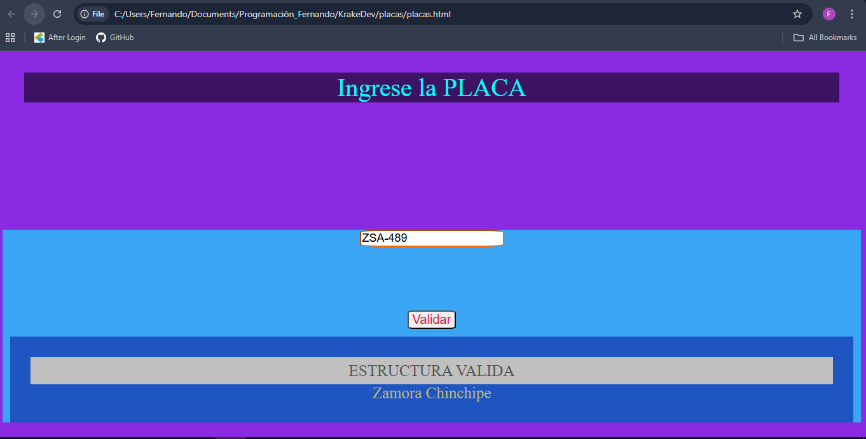 File C:/Users/Fernando/Documents/Programación_Fernando/KrakeDev/placas/placas.html F
After Login GitHub All Bookmarks
Ingrese la PLACA
ZSA-489
Validar
ESTRUCTURA VALIDA
Zamora Chinchipe